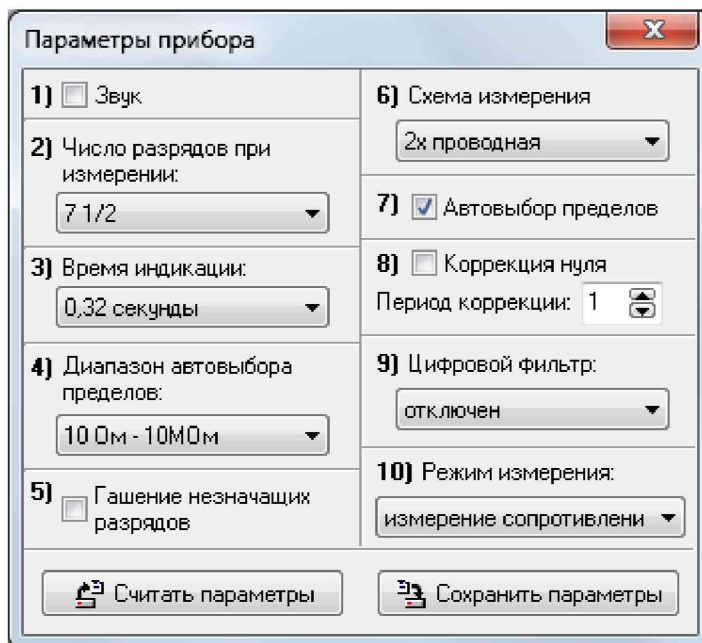 Параметры прибора
1) Звук
2) Число разрядов при
измерении:
7 1/2
3) Время индикации:
0,32 секунды
4) Диапазон автовыбора
пределов:
10 Ом - 10МОм
5) Гашение незначащих
разрядов
6) Схема измерения
2х проводная
7) Автовыбор пределов
8) Коррекция нуля
Период коррекции: 1
9) Цифровой фильтр:
отключен
10) Режим измерения:
измерение сопротивлени
Считать параметры
Сохранить параметры